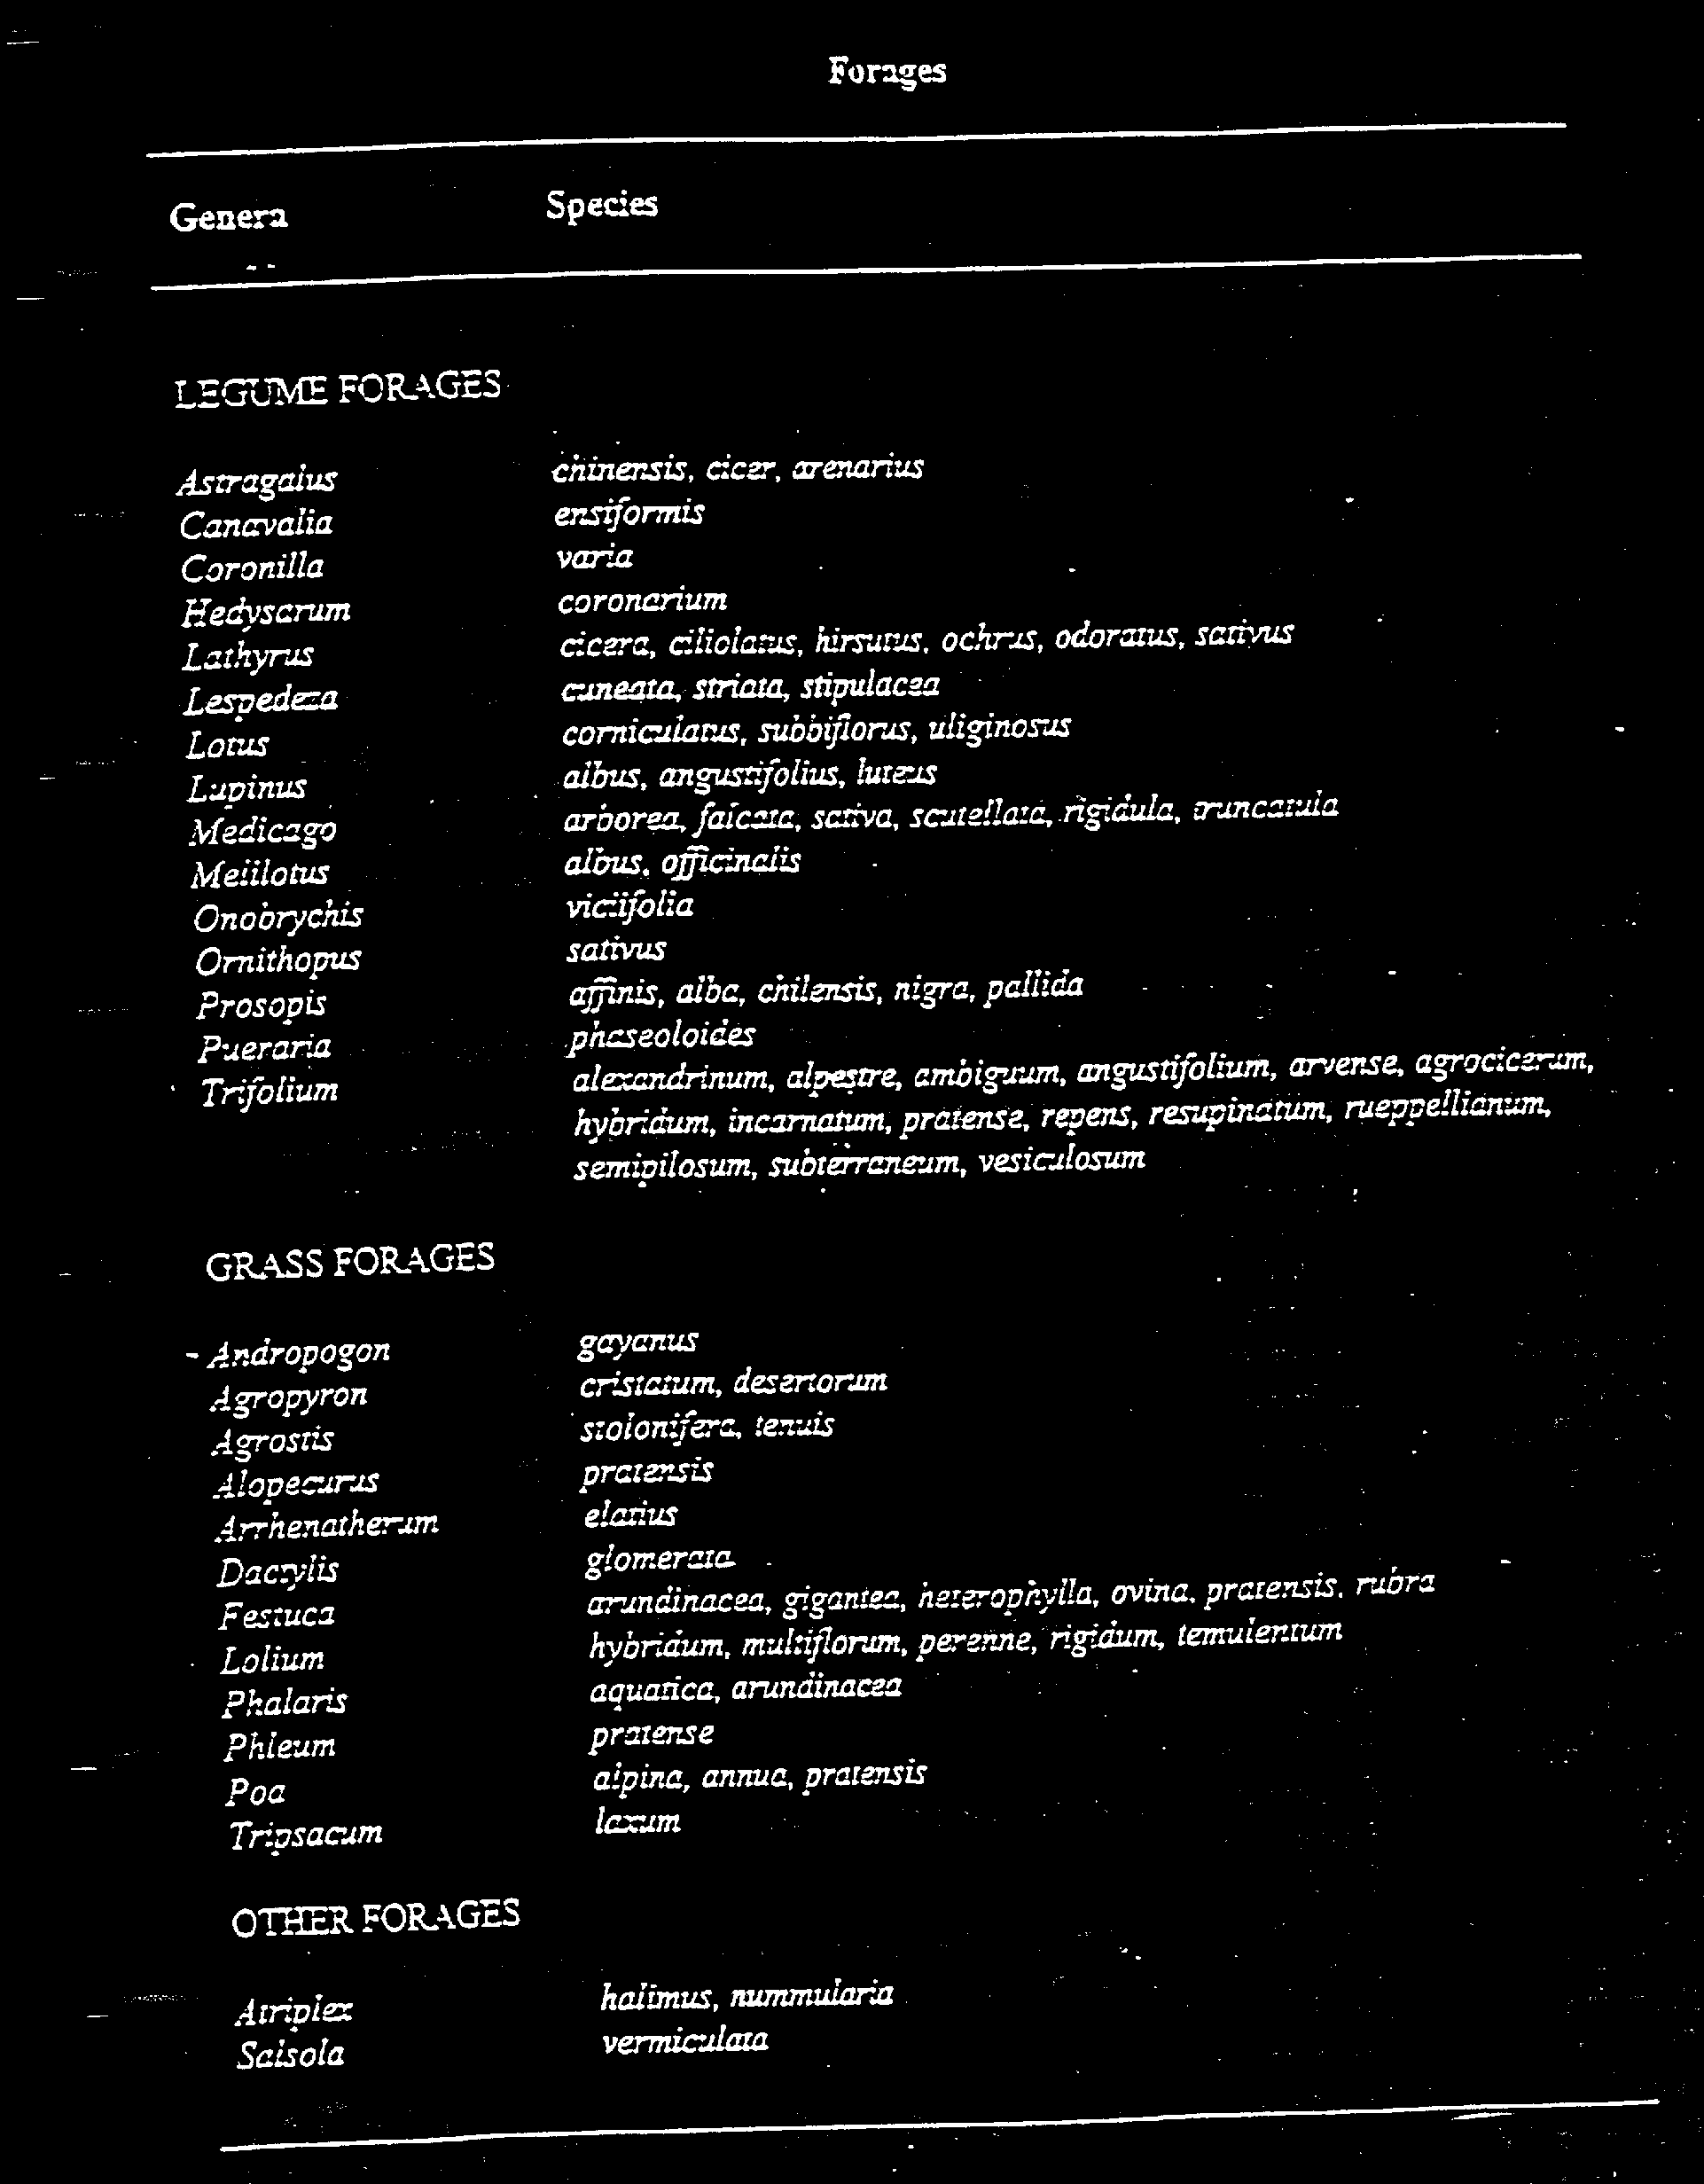 Forages
Genera Species
LEGUME FORAGES
Astragalus chinensis, cicer, arenarius
Canavalia ensiformis
Coronilla varia
Hedysarum coronarium
Lathyrus cicera, ciliolatus, hirsutus, ochrus, odoratus, sativus
Lespedeza cuneata, striata, stipulacea
Lotus corniculatus, subbiflorus, uliginosus
Lupinus albus, angustifolius, luteus
Medicago arborea, falcata, sativa, scutellata, rigidula, truncatula
Melilotus albus, officinalis
Onobrychis viciifolia
Ornithopus sativus
Prosopis affinis, alba, chilensis, nigra, pallida
Pueraria phaseoloides
Trifolium alexandrinum, alpestre, ambiguum, angustifolium, arvense, agrocicerum,
hybridum, incarnatum, pratense, repens, resupinatum, rueppellianum,
semipilosum, subterraneum, vesiculosum
GRASS FORAGES
Andropogon gayanus
Agropyron cristatum, desertorum
Agrostis stolonifera, tenuis
Alopecurus pratensis
Arrhenatherum elatius
Dactylis glomerata
Festuca arundinacea, gigantea, heterophylla, ovina, pratensis, rubra
Lolium hybridum, multiflorum, perenne, rigidum, temulentum
Phalaris aquatica, arundinacea
Phleum pratense
Poa alpina, annua, pratensis
Tripsacum laxum
OTHER FORAGES
Atriplex halimus, nummularia
Salsola vermiculata